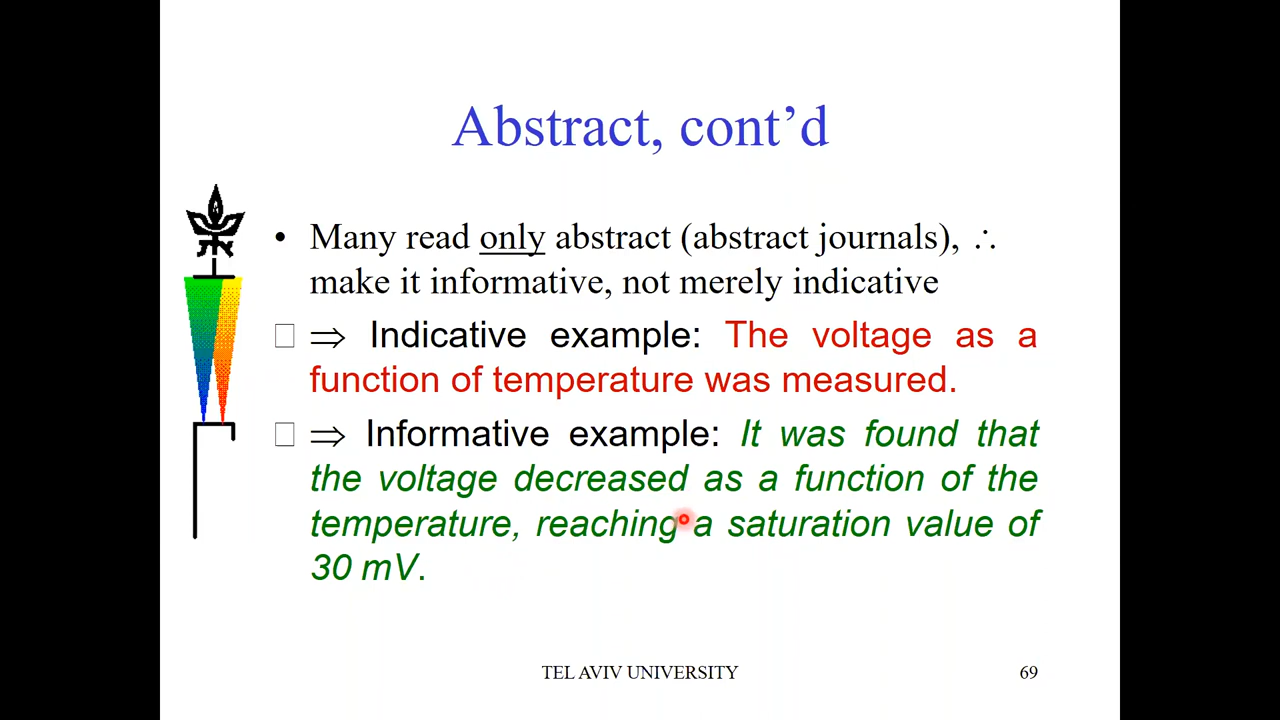 Abstract, cont’d
• Many read only abstract (abstract journals), ∴
make it informative, not merely indicative
⇒ Indicative example: The voltage as a
function of temperature was measured.
⇒ Informative example: It was found that
the voltage decreased as a function of the
temperature, reaching a saturation value of
30 mV.
TEL AVIV UNIVERSITY 69